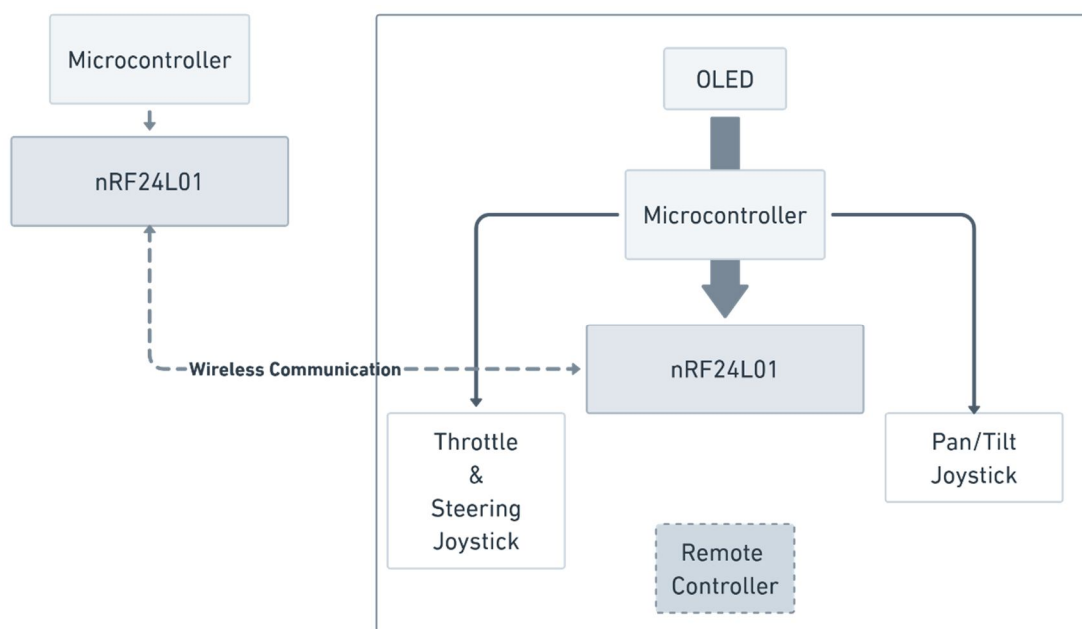 Microcontroller
nRF24L01
Wireless Communication
OLED
Microcontroller
nRF24L01
Throttle
&
Steering
Joystick
Pan/Tilt
Joystick
Remote
Controller